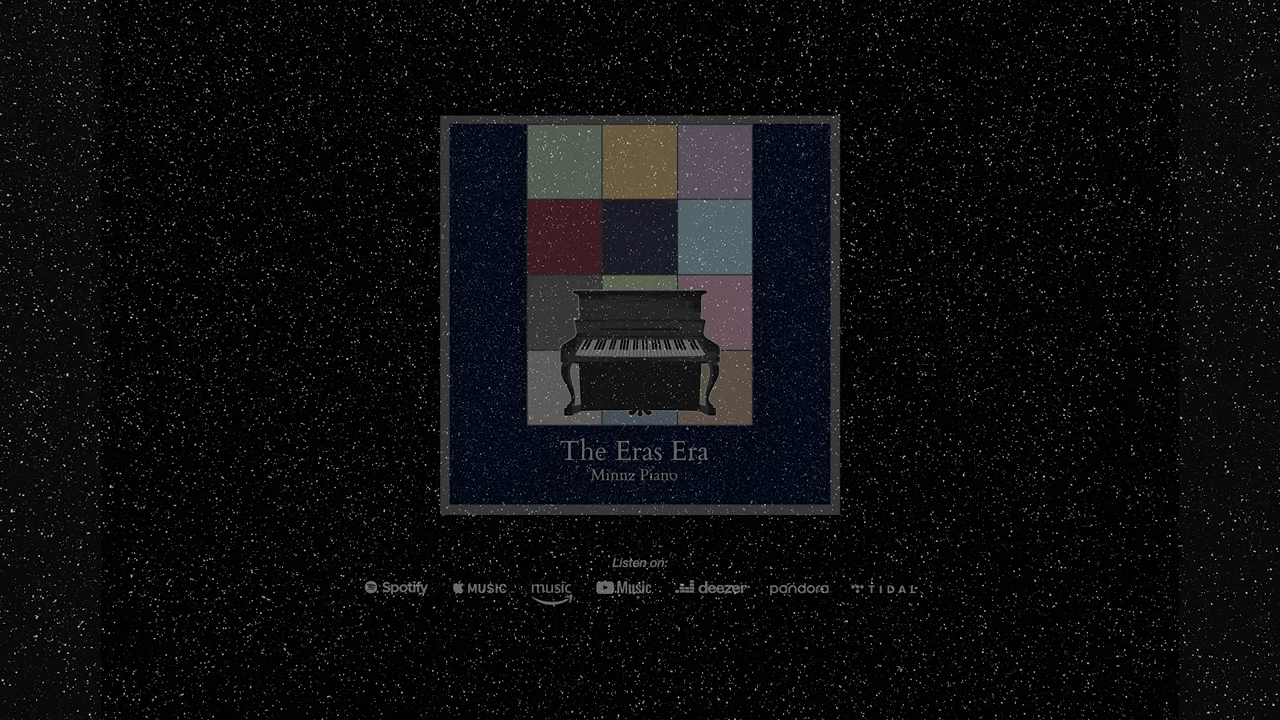 The Eras Era
Minnz Piano
Listen on:
Spotify MUSIC music Music deezer pandora TIDAL